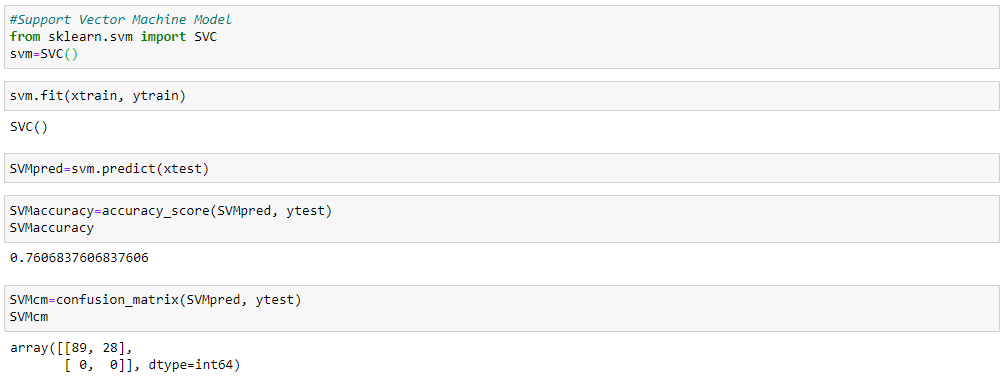 #Support Vector Machine Model
from sklearn.svm import SVC
svm=SVC()
svm.fit(xtrain, ytrain)
SVC()
SVMpred=svm.predict(xtest)
SVMaccuracy=accuracy_score(SVMpred, ytest)
SVMaccuracy
0.7606837606837606
SVMcm=confusion_matrix(SVMpred, ytest)
SVMcm
array([[89, 28],
       [ 0,  0]], dtype=int64)